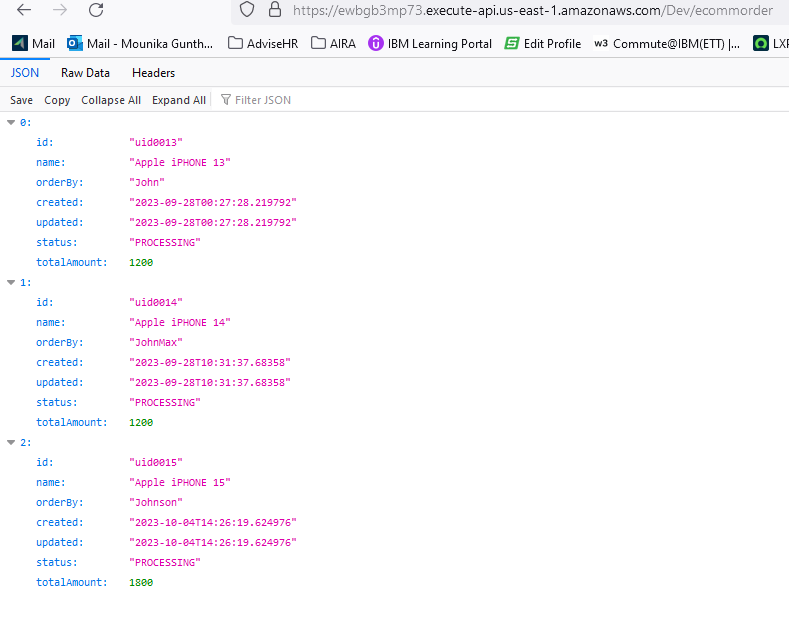 https://ewbgb3mp73.execute-api.us-east-1.amazonaws.com/Dev/ecommorder
Mail Mail - Mounika Gunth... AdviseHR AIRA IBM Learning Portal Edit Profile w3 Commute@IBM(ETT) |... LXP
JSON Raw Data Headers
Save Copy Collapse All Expand All Filter JSON
0:
id: "uid0013"
name: "Apple iPHONE 13"
orderBy: "John"
created: "2023-09-28T00:27:28.219792"
updated: "2023-09-28T00:27:28.219792"
status: "PROCESSING"
totalAmount: 1200
1:
id: "uid0014"
name: "Apple iPHONE 14"
orderBy: "JohnMax"
created: "2023-09-28T10:31:37.68358"
updated: "2023-09-28T10:31:37.68358"
status: "PROCESSING"
totalAmount: 1200
2:
id: "uid0015"
name: "Apple iPHONE 15"
orderBy: "Johnson"
created: "2023-10-04T14:26:19.624976"
updated: "2023-10-04T14:26:19.624976"
status: "PROCESSING"
totalAmount: 1800